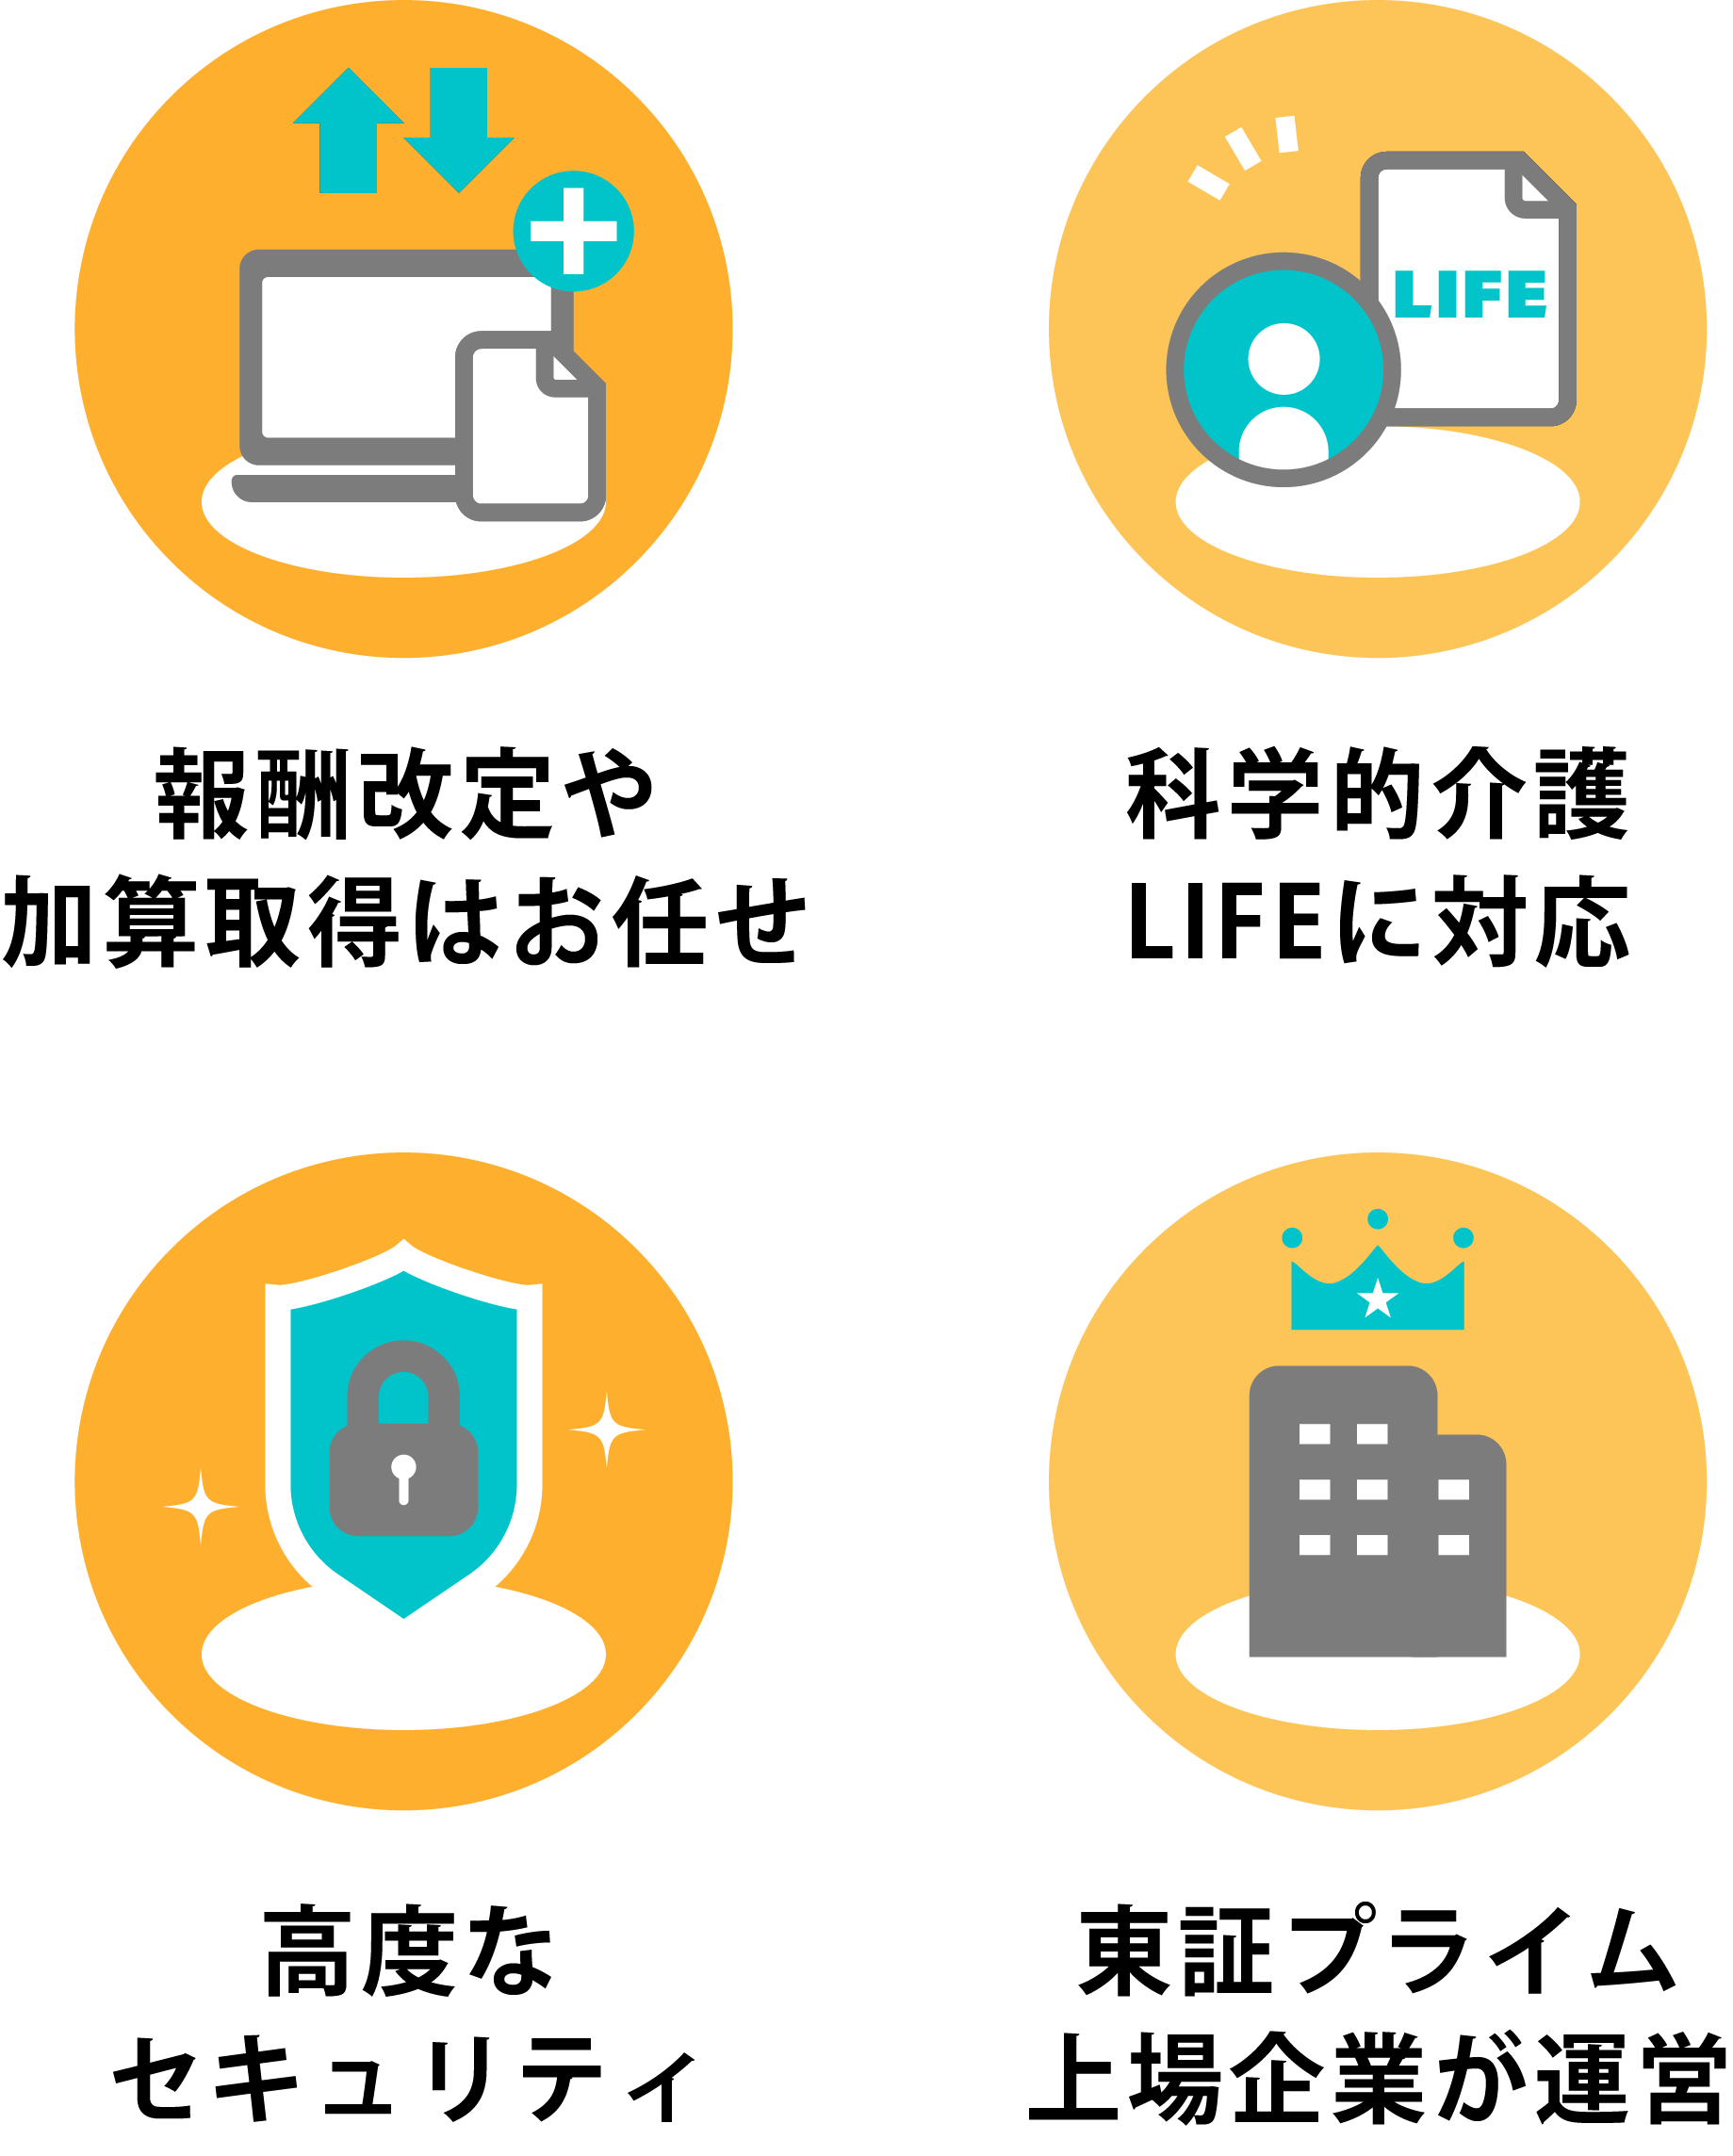 報酬改定や
加算取得はお任せ
LIFE
科学的介護
LIFEに対応
高度な
セキュリティ
東証プライム
上場企業が運営